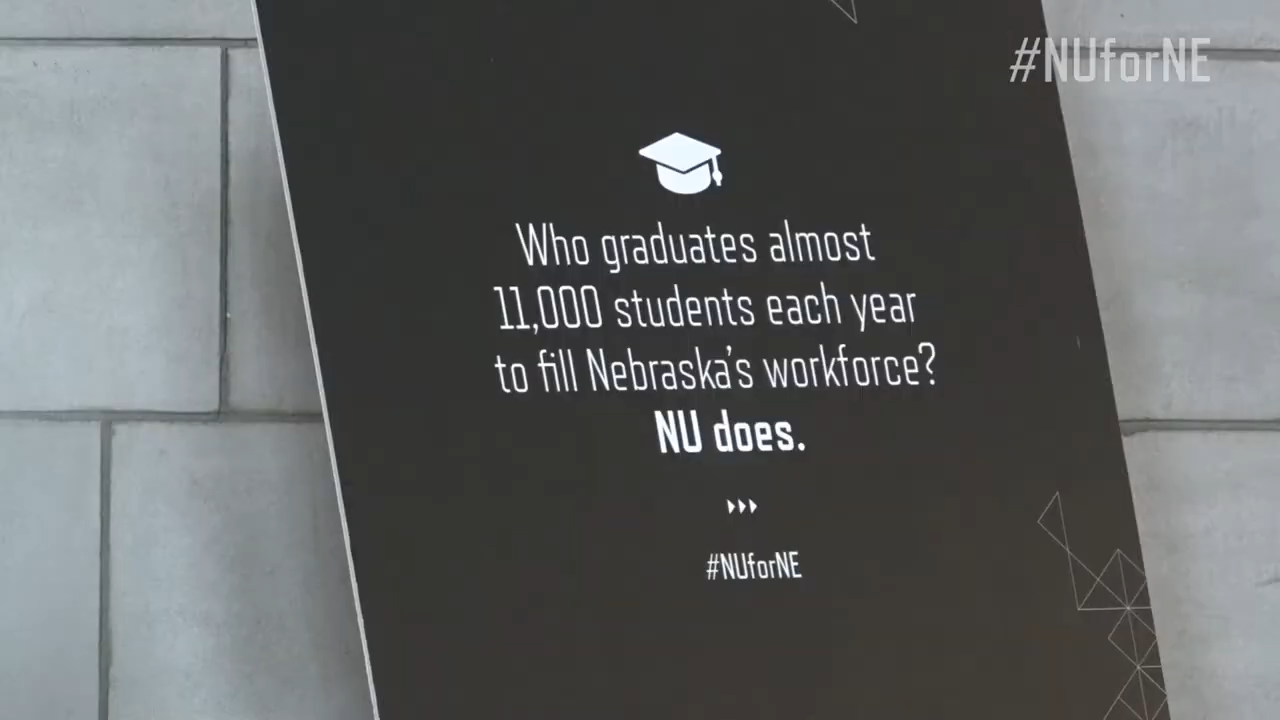 #NUforNE
Who graduates almost
11,000 students each year
to fill Nebraska's workforce?
NU does.
#NUforNE